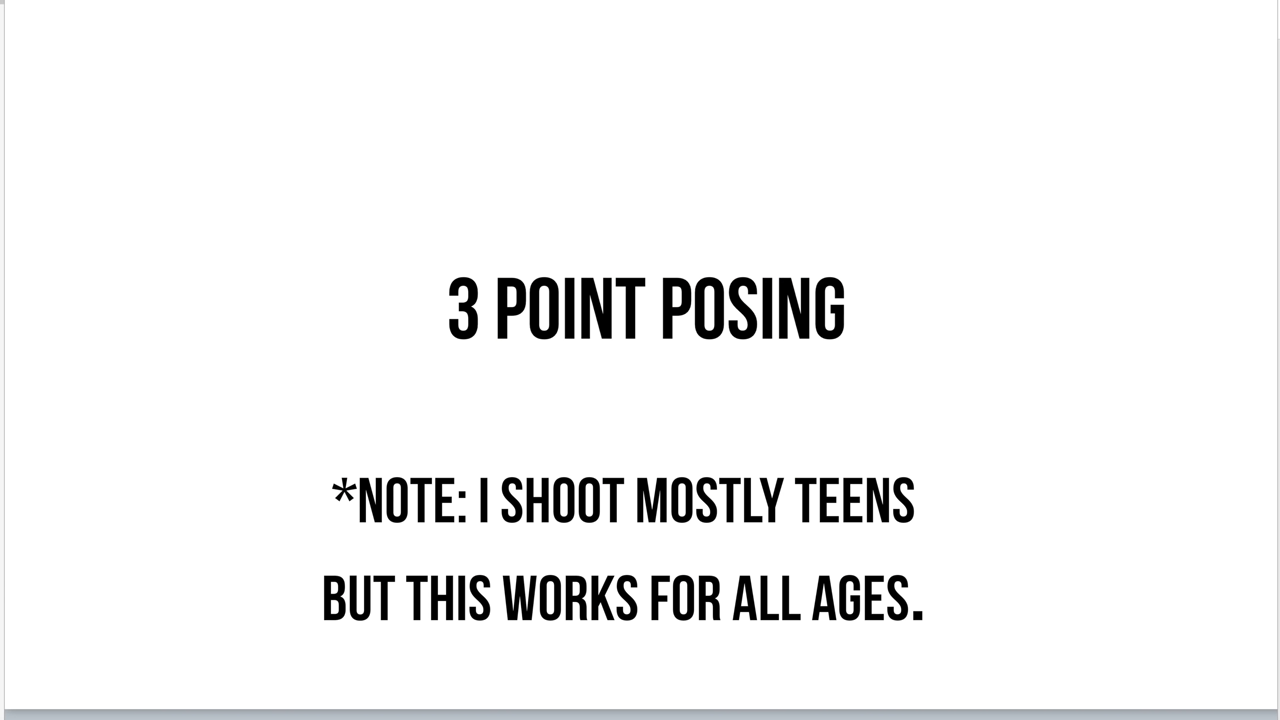 3 POINT POSING
*NOTE: I SHOOT MOSTLY TEENS
BUT THIS WORKS FOR ALL AGES.